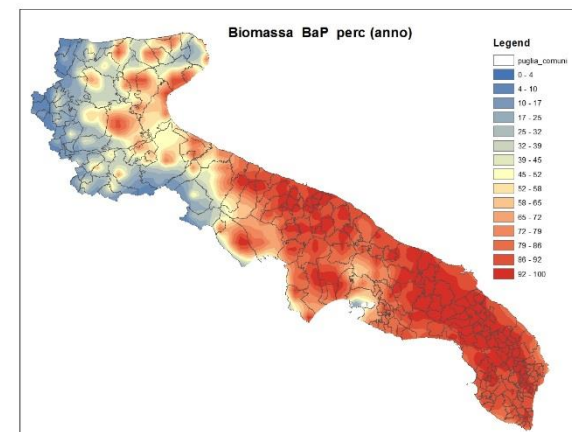 Biomassa BaP perc (anno)
Legend
puglia_comuni
0 - 4
4 - 10
10 - 17
17 - 25
25 - 32
32 - 39
39 - 45
45 - 52
52 - 58
58 - 65
65 - 72
72 - 79
79 - 86
86 - 92
92 - 100